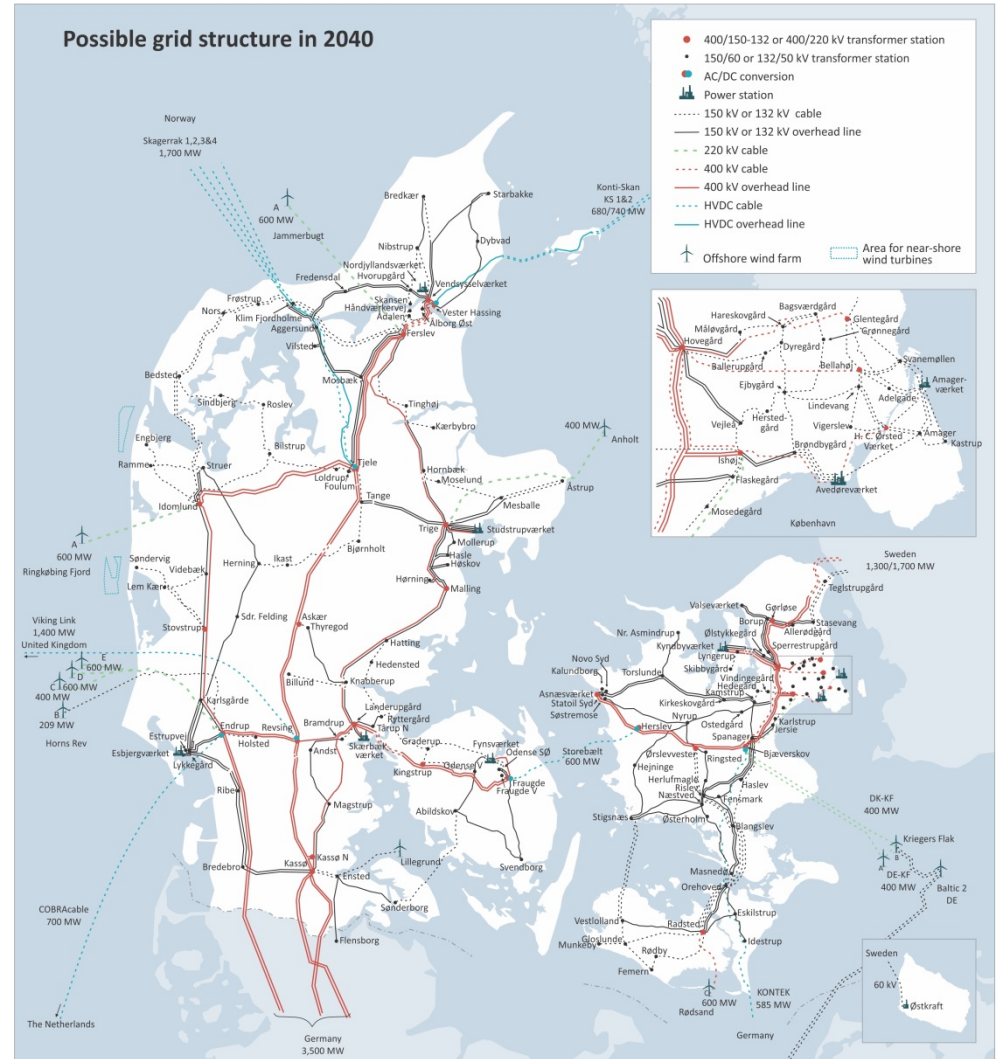 Possible grid structure in 2040
400/150-132 or 400/220 kV transformer station
150/60 or 132/50 kV transformer station
AC/DC conversion
Power station
150 kV or 132 kV cable
150 kV or 132 kV overhead line
220 kV cable
400 kV cable
400 kV overhead line
HVDC cable
HVDC overhead line
Offshore wind farm
Area for near-shore
wind turbines
Norway
Skagerrak 1,2,3&4
1,700 MW
A
600 MW
Jammerbugt
Konti-Skan
KS 1&2
680/740 MW
Bredkær
Starbakke
Dybvad
Nibstrup
Nordjyllandsværket
Hvorupgård
Vendsysselværket
Fredensdal
Skansen
Håndværkervej
Ådalen
Vester Hassing
Ålborg Øst
Ferslev
Frøstrup
Nors
Klim Fjordholme
Aggersund
Vilsted
Mosbæk
Bedsted
Sindbjerg
Roslev
Tinghøj
Kærbybro
Engbjerg
Ramme
Struer
Bilstrup
Tjele
Loldrup
Foulum
Hornbæk
Moselund
400 MW
Anholt
Åstrup
Mesballe
Idomlund
Tange
Trige
Studstrupværket
Mollerup
Hasle
Høskov
Hørning
Malling
Bjørnholt
A
600 MW
Ringkøbing Fjord
Søndervig
Videbæk
Lem Kær
Herning
Ikast
Stovstrup
Sdr. Felding
Askær
Thyregod
Hatting
Hedensted
Viking Link
1,400 MW
United Kingdom
E
600 MW
D
600 MW
C
400 MW
B
209 MW
Horns Rev
Karlsgårde
Billund
Knabberup
Landerupgård
Bramdrup
Ryttergård
Tårup N
Skærbæk-
værket
Endrup
Revsing
Estrupvej
Holsted
Andst
Esbjergværket
Lykkegård
Ribe
Magstrup
Graderup
Kingstrup
Fynsværket
Odense SØ
Odense V
Fraugde
Fraugde V
Abildskov
Svendborg
Storebælt
600 MW
Bredebro
Kassø N
Kassø
Ensted
Lillegrund
Sønderborg
Flensborg
COBRAcable
700 MW
The Netherlands
Germany
3,500 MW
Bagsværdgård
Hareskovgård
Glentegård
Måløvgård
Grønnegård
Hovegård
Dyregård
Bellahøj
Svanemøllen
Ballerupgård
Amager-
værket
Ejbygård
Lindevang
Adelgade
Hersted-
gård
Vejleå
Vigerslev
H. C. Ørsted
Værket
Amager
Kastrup
Brøndbygård
Ishøj
Flaskegård
Avedøreværket
Mosedegård
København
Sweden
1,300/1,700 MW
Teglstrupgård
Valseværket
Gørløse
Borup
Stasevang
Ølstykkegård
Allerødgård
Nr. Asmindrup
Kyndbyværket
Sperrestrupgård
Lyngerup
Skibbygård
Novo Syd
Kalundborg
Torslunde
Vindingegård
Hedegård
Kamstrup
Asnæsværket
Statoil Syd
Søstremose
Kirkeskovgård
Ostedgård
Nyrup
Karlstrup
Jersie
Herslev
Spanager
Bjæverskov
Ørslevvester
Ringsted
Hejninge
Herlufmagle
Rislev
Haslev
Næstved
Fensmark
Stigsnæs
Østerholm
Blangslev
DK-KF
400 MW
Kriegers Flak
B
A
DE-KF
400 MW
Baltic 2
DE
Masnedø
Orehoved
Vestlolland
Radsted
Eskilstrup
Gloslunde
Munkeby
Rødby
Idestrup
Femern
600 MW
Rødsand
KONTEK
585 MW
Germany
Sweden
60 kV
Østkraft